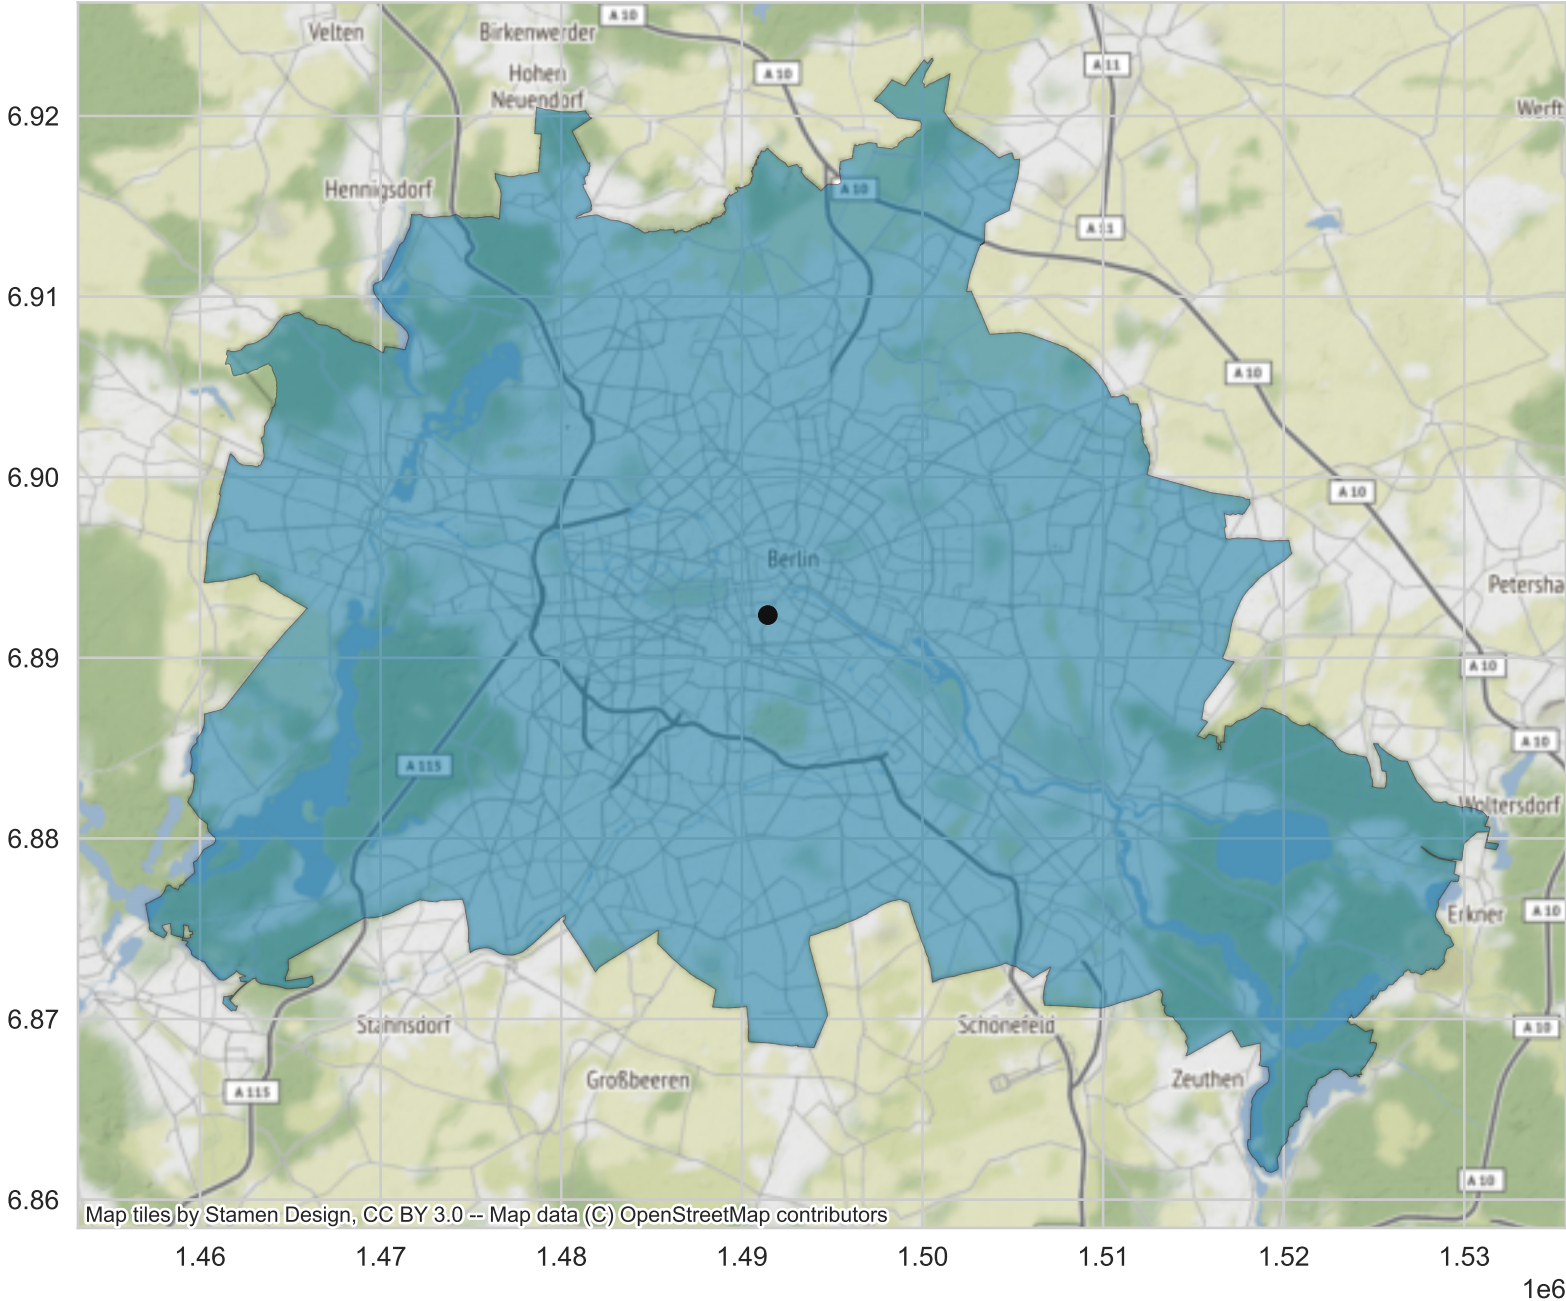 A 10
Velten
Birkenwerder
A 11
A 10
Hohen
Neuendorf
6.92
Werft
Hennigsdorf
A 10
A 11
6.91
A 10
6.90
A 10
Berlin
Petersha
6.89
A 10
A 10
A 115
Woltersdorf
6.88
Erkner
A 10
6.87
Stahnsdorf
Schönefeld
A 10
Großbeeren
Zeuthen
A 115
A 10
6.86
Map tiles by Stamen Design, CC BY 3.0 -- Map data (C) OpenStreetMap contributors
1.46 1.47 1.48 1.49 1.50 1.51 1.52 1.53
1e6